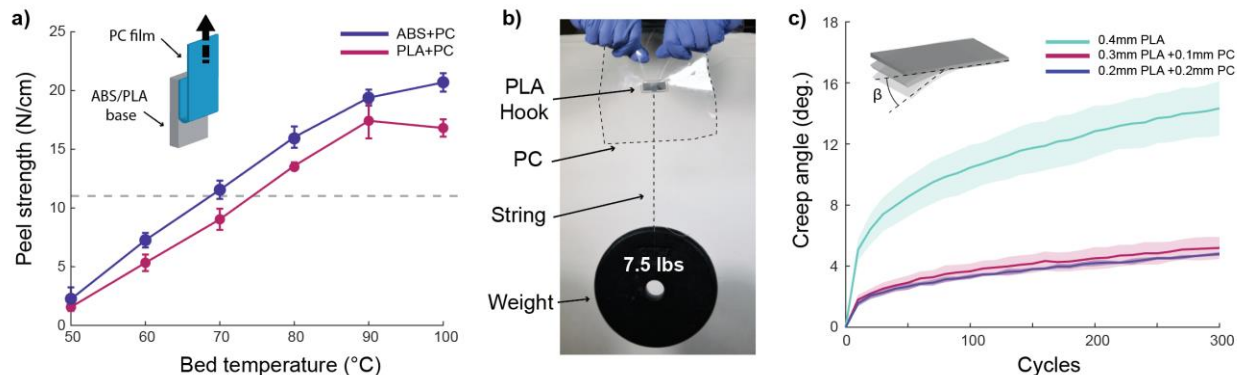 a)
25
20
15
10
5
0
50
60
70
80
90
100
Peel strength (N/cm)
Bed temperature (°C)
PC film
ABS/PLA
base
ABS+PC
PLA+PC
b)
PLA
Hook
PC
String
7.5 lbs
Weight
c)
16
12
8
4
0
0
100
200
300
Creep angle (deg.)
Cycles
β
0.4mm PLA
0.3mm PLA +0.1mm PC
0.2mm PLA +0.2mm PC